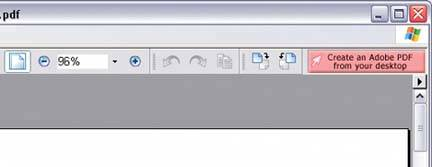 .pdf
96%
Create an Adobe PDF
from your desktop